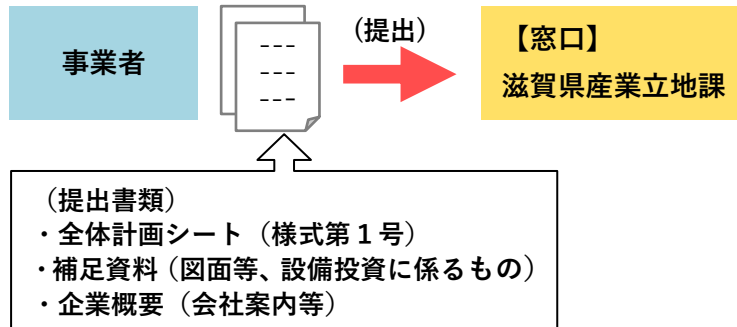 事業者
(提出)
【窓口】
滋賀県産業立地課
(提出書類)
・全体計画シート(様式第1号)
・補足資料(図面等、設備投資に係るもの)
・企業概要(会社案内等)